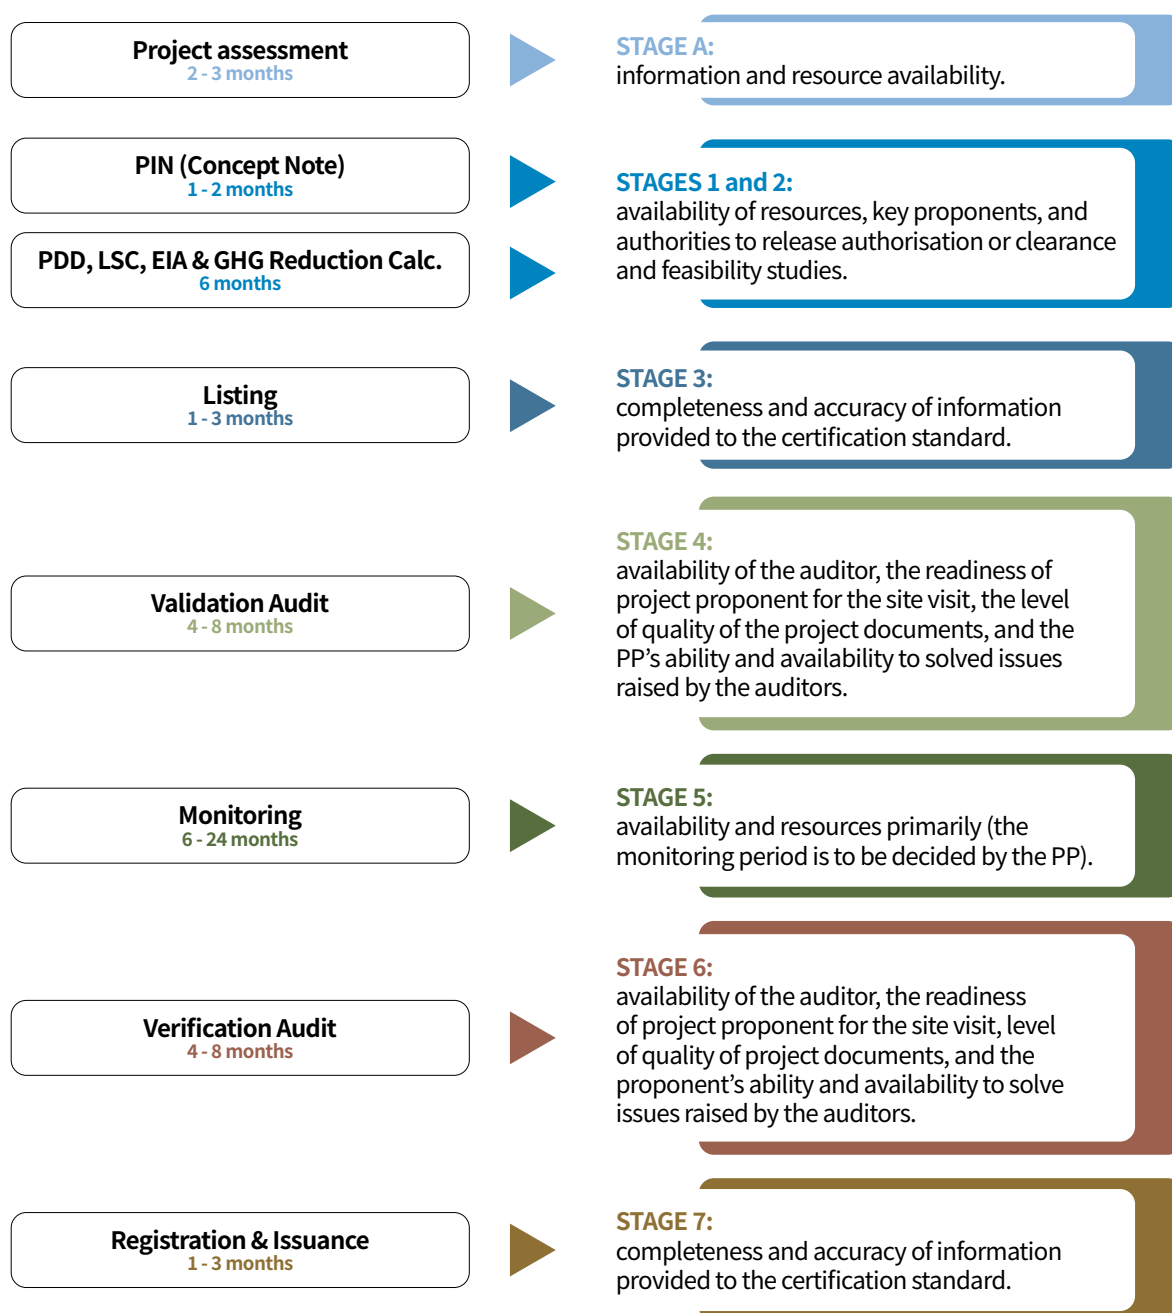 Project assessment
2 - 3 months
STAGE A:
information and resource availability.
PIN (Concept Note)
1 - 2 months
PDD, LSC, EIA & GHG Reduction Calc.
6 months
STAGES 1 and 2:
availability of resources, key proponents, and
authorities to release authorisation or clearance
and feasibility studies.
Listing
1 - 3 months
STAGE 3:
completeness and accuracy of information
provided to the certification standard.
Validation Audit
4 - 8 months
STAGE 4:
availability of the auditor, the readiness of
project proponent for the site visit, the level
of quality of the project documents, and the
PP’s ability and availability to solved issues
raised by the auditors.
Monitoring
6 - 24 months
STAGE 5:
availability and resources primarily (the
monitoring period is to be decided by the PP).
Verification Audit
4 - 8 months
STAGE 6:
availability of the auditor, the readiness
of project proponent for the site visit, level
of quality of project documents, and the
proponent’s ability and availability to solve
issues raised by the auditors.
Registration & Issuance
1 - 3 months
STAGE 7:
completeness and accuracy of information
provided to the certification standard.